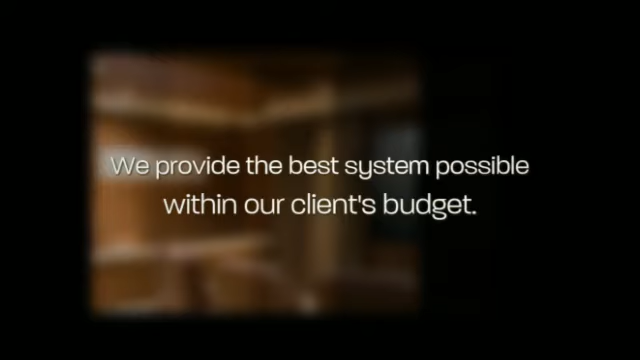 We provide the best system possible
within our client's budget.